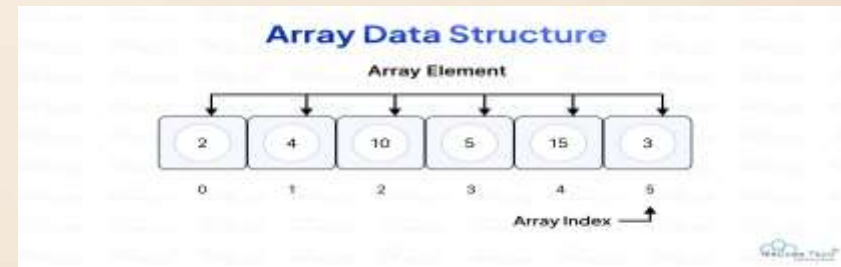 Array Data Structure
Array Element
2 4 10 5 15 3
0 1 2 3 4 5
Array Index